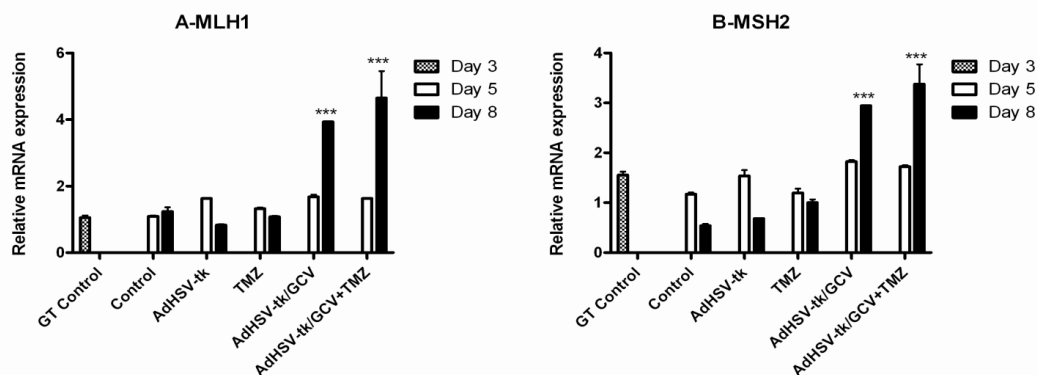 A-MLH1
Relative mRNA expression
6
4
2
0
***
***
Day 3
Day 5
Day 8
GT Control
Control
AdHSV-tk
TMZ
AdHSV-tk/GCV
AdHSV-tk/GCV+TMZ
B-MSH2
Relative mRNA expression
4
3
2
1
0
***
***
Day 3
Day 5
Day 8
GT Control
Control
AdHSV-tk
TMZ
AdHSV-tk/GCV
AdHSV-tk/GCV+TMZ